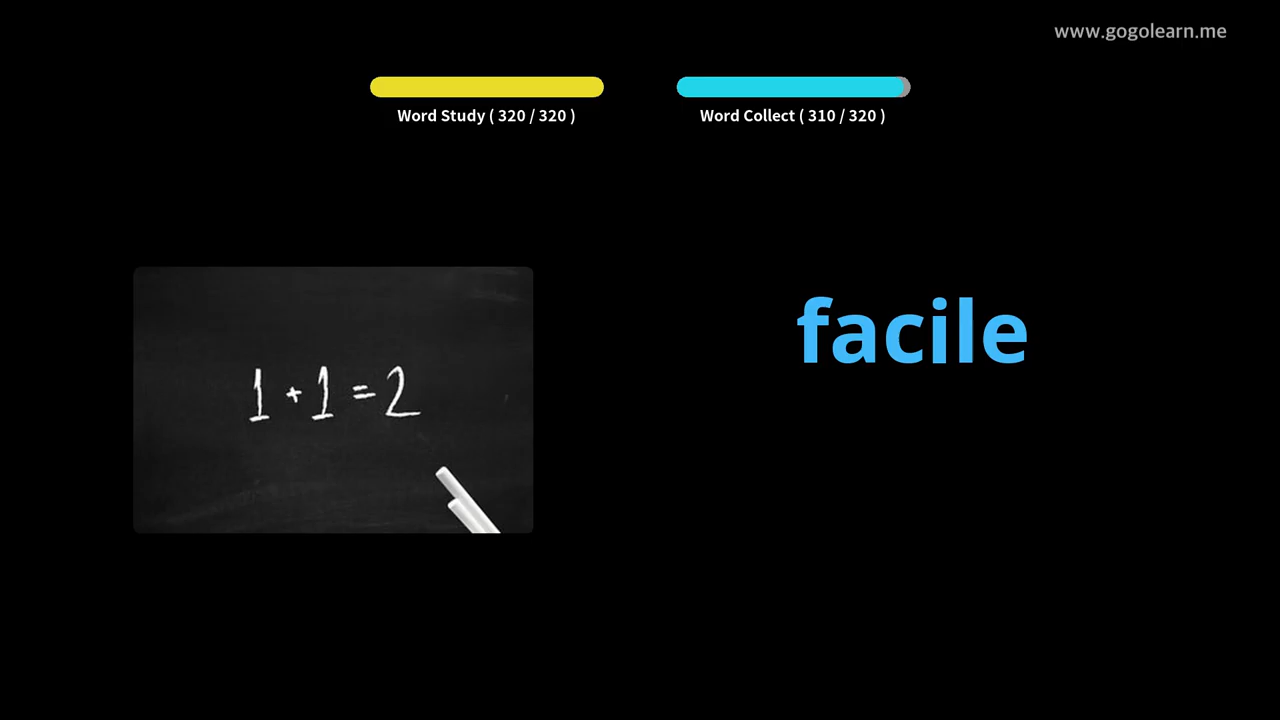 www.gogolearn.me
Word Study ( 320 / 320 )
Word Collect ( 310 / 320 )
facile
1 + 1 = 2